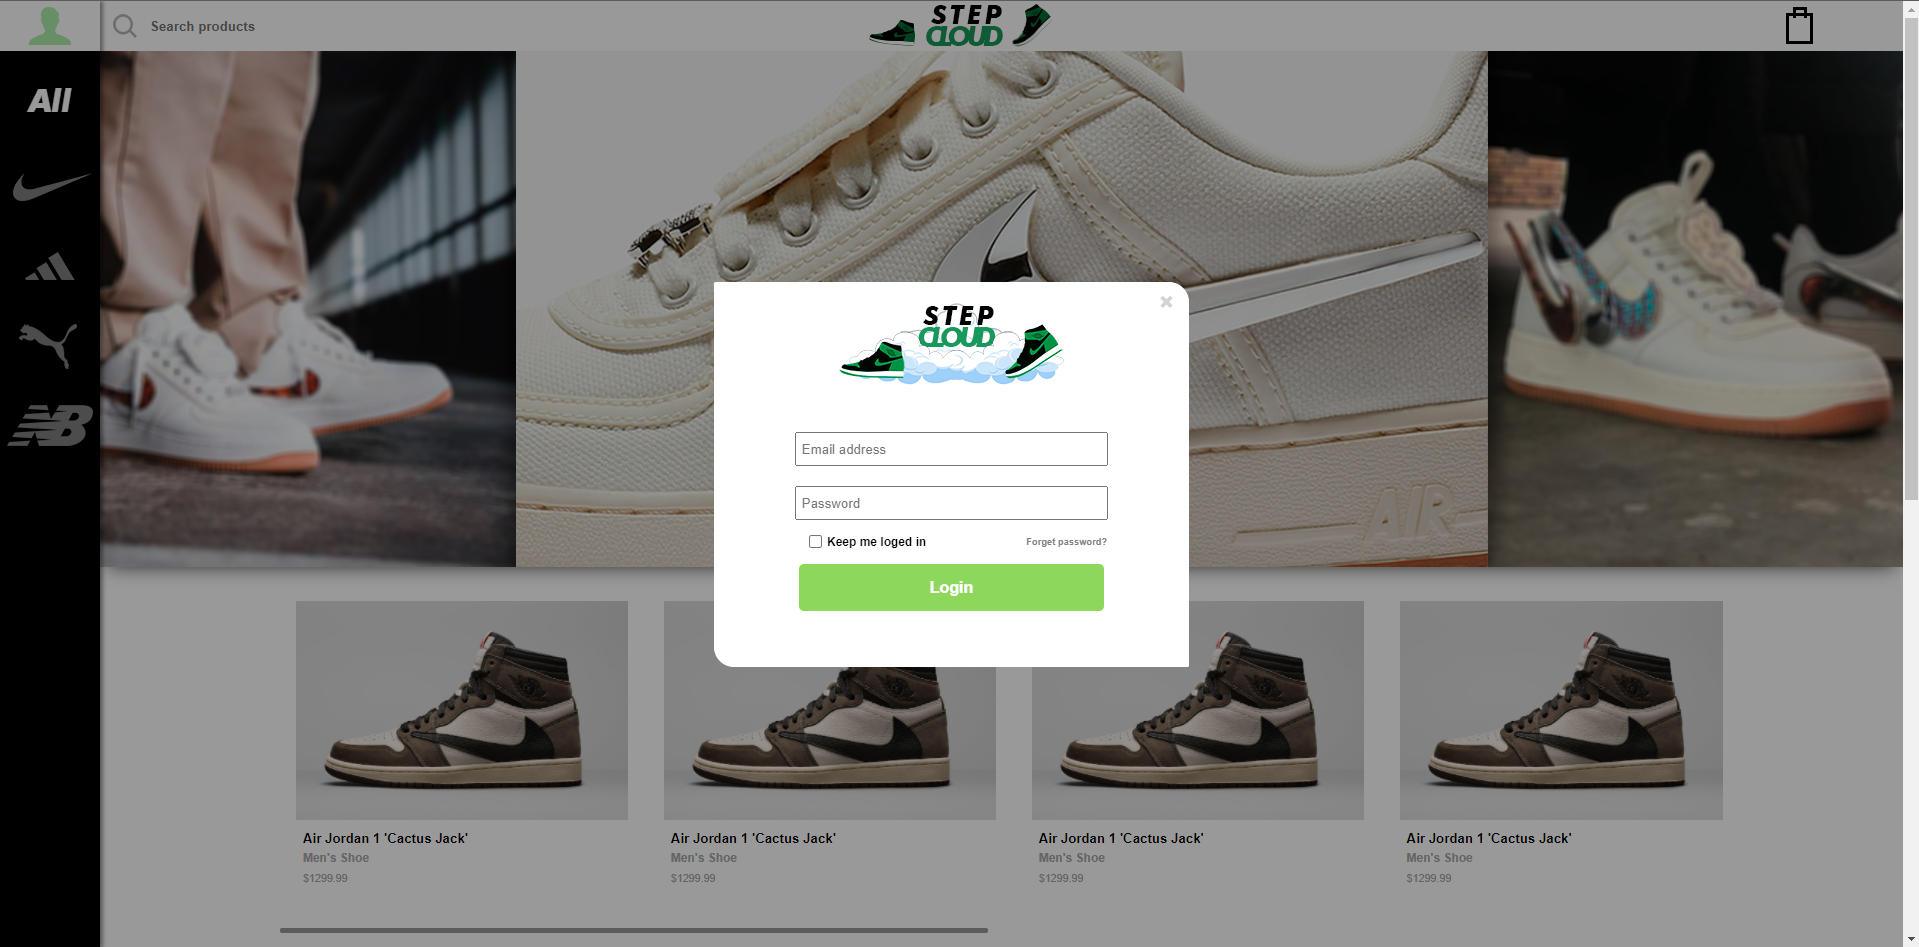 Search products
STEP
CLOUD
All
NB
STEP
CLOUD
Email address
Password
Keep me loged in
Forget password?
Login
AIR
Air Jordan 1 'Cactus Jack'
Men's Shoe
$1299.99
Air Jordan 1 'Cactus Jack'
Men's Shoe
$1299.99
Air Jordan 1 'Cactus Jack'
Men's Shoe
$1299.99
Air Jordan 1 'Cactus Jack'
Men's Shoe
$1299.99